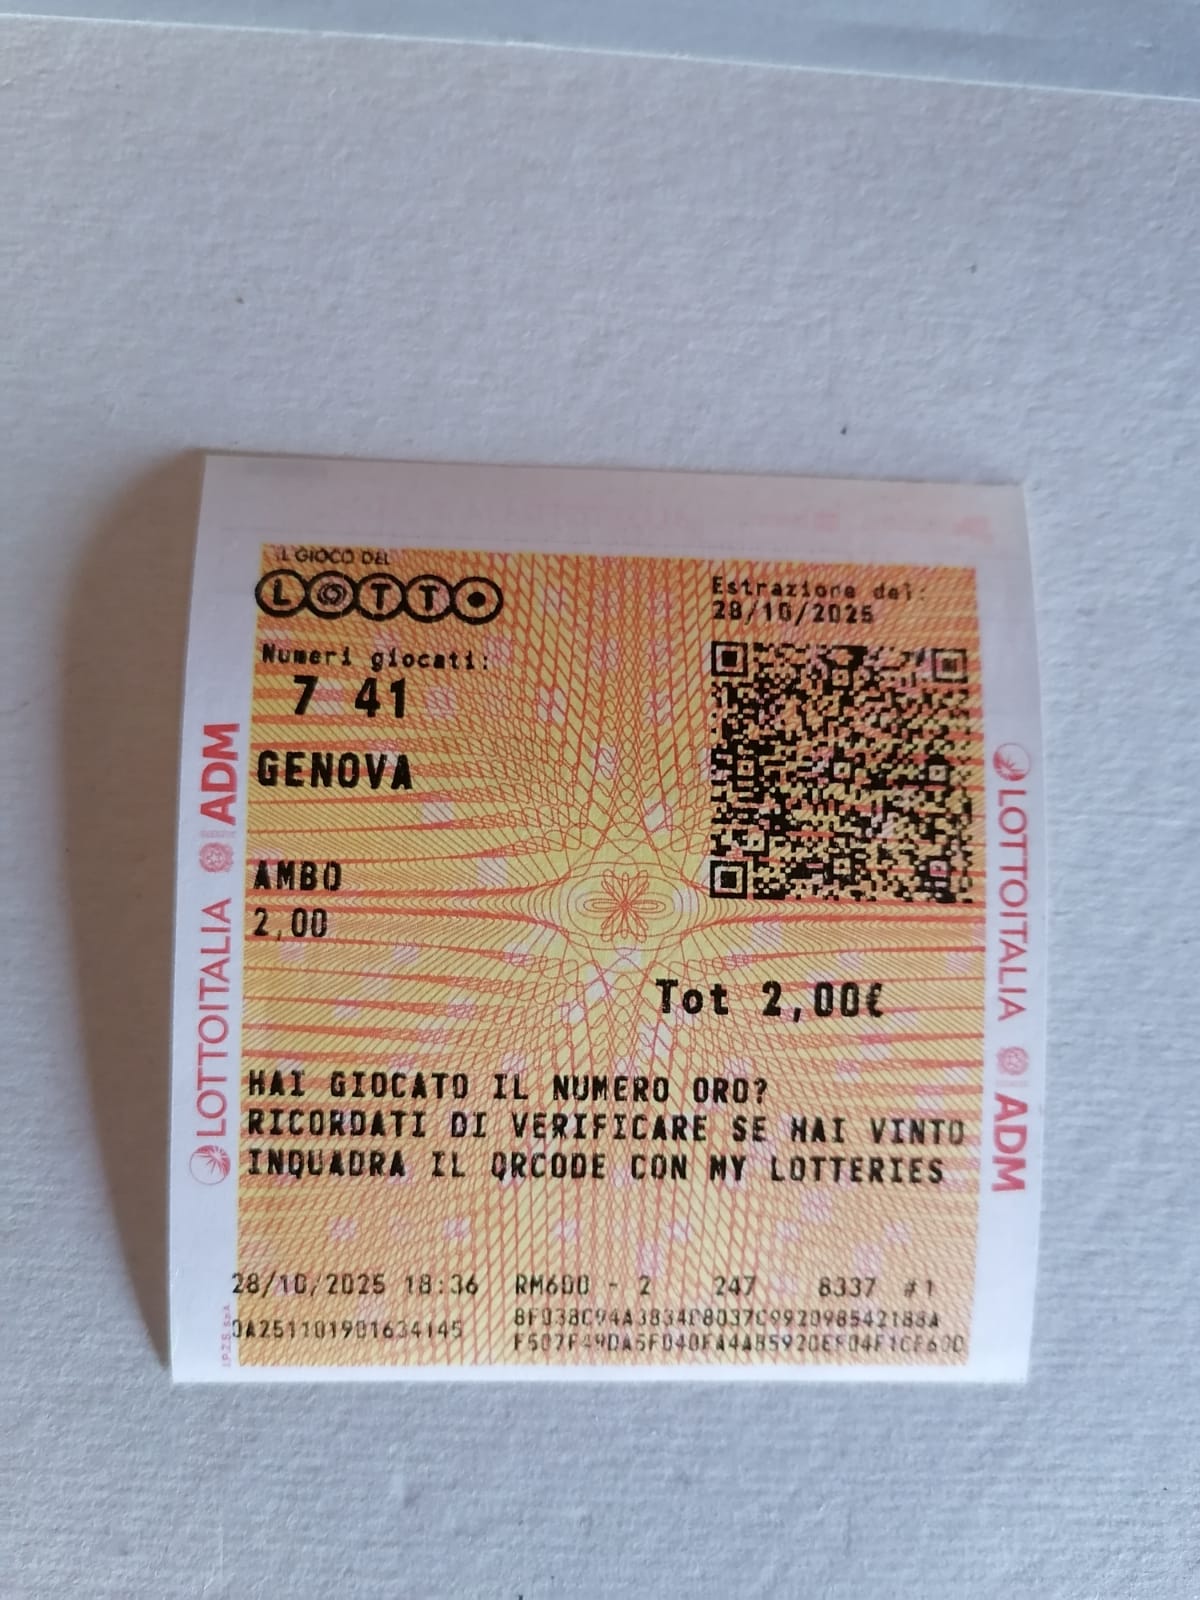 IL GIOCO DEL
LOTTO
Estrazione del:
28/10/2025
Numeri giocati:
7 41
GENOVA
AMBO
2,00
Tot 2,00€
HAI GIOCATO IL NUMERO ORO?
RICORDATI DI VERIFICARE SE HAI VINTO
INQUADRA IL QRCODE CON MY LOTTERIES
28/10/2025 18:36 RM600 - 2 247 8337 #1
0A251101901634145
LOTTOITALIA ADM
LOTTOITALIA ADM
I.P.Z.S. S.p.A.